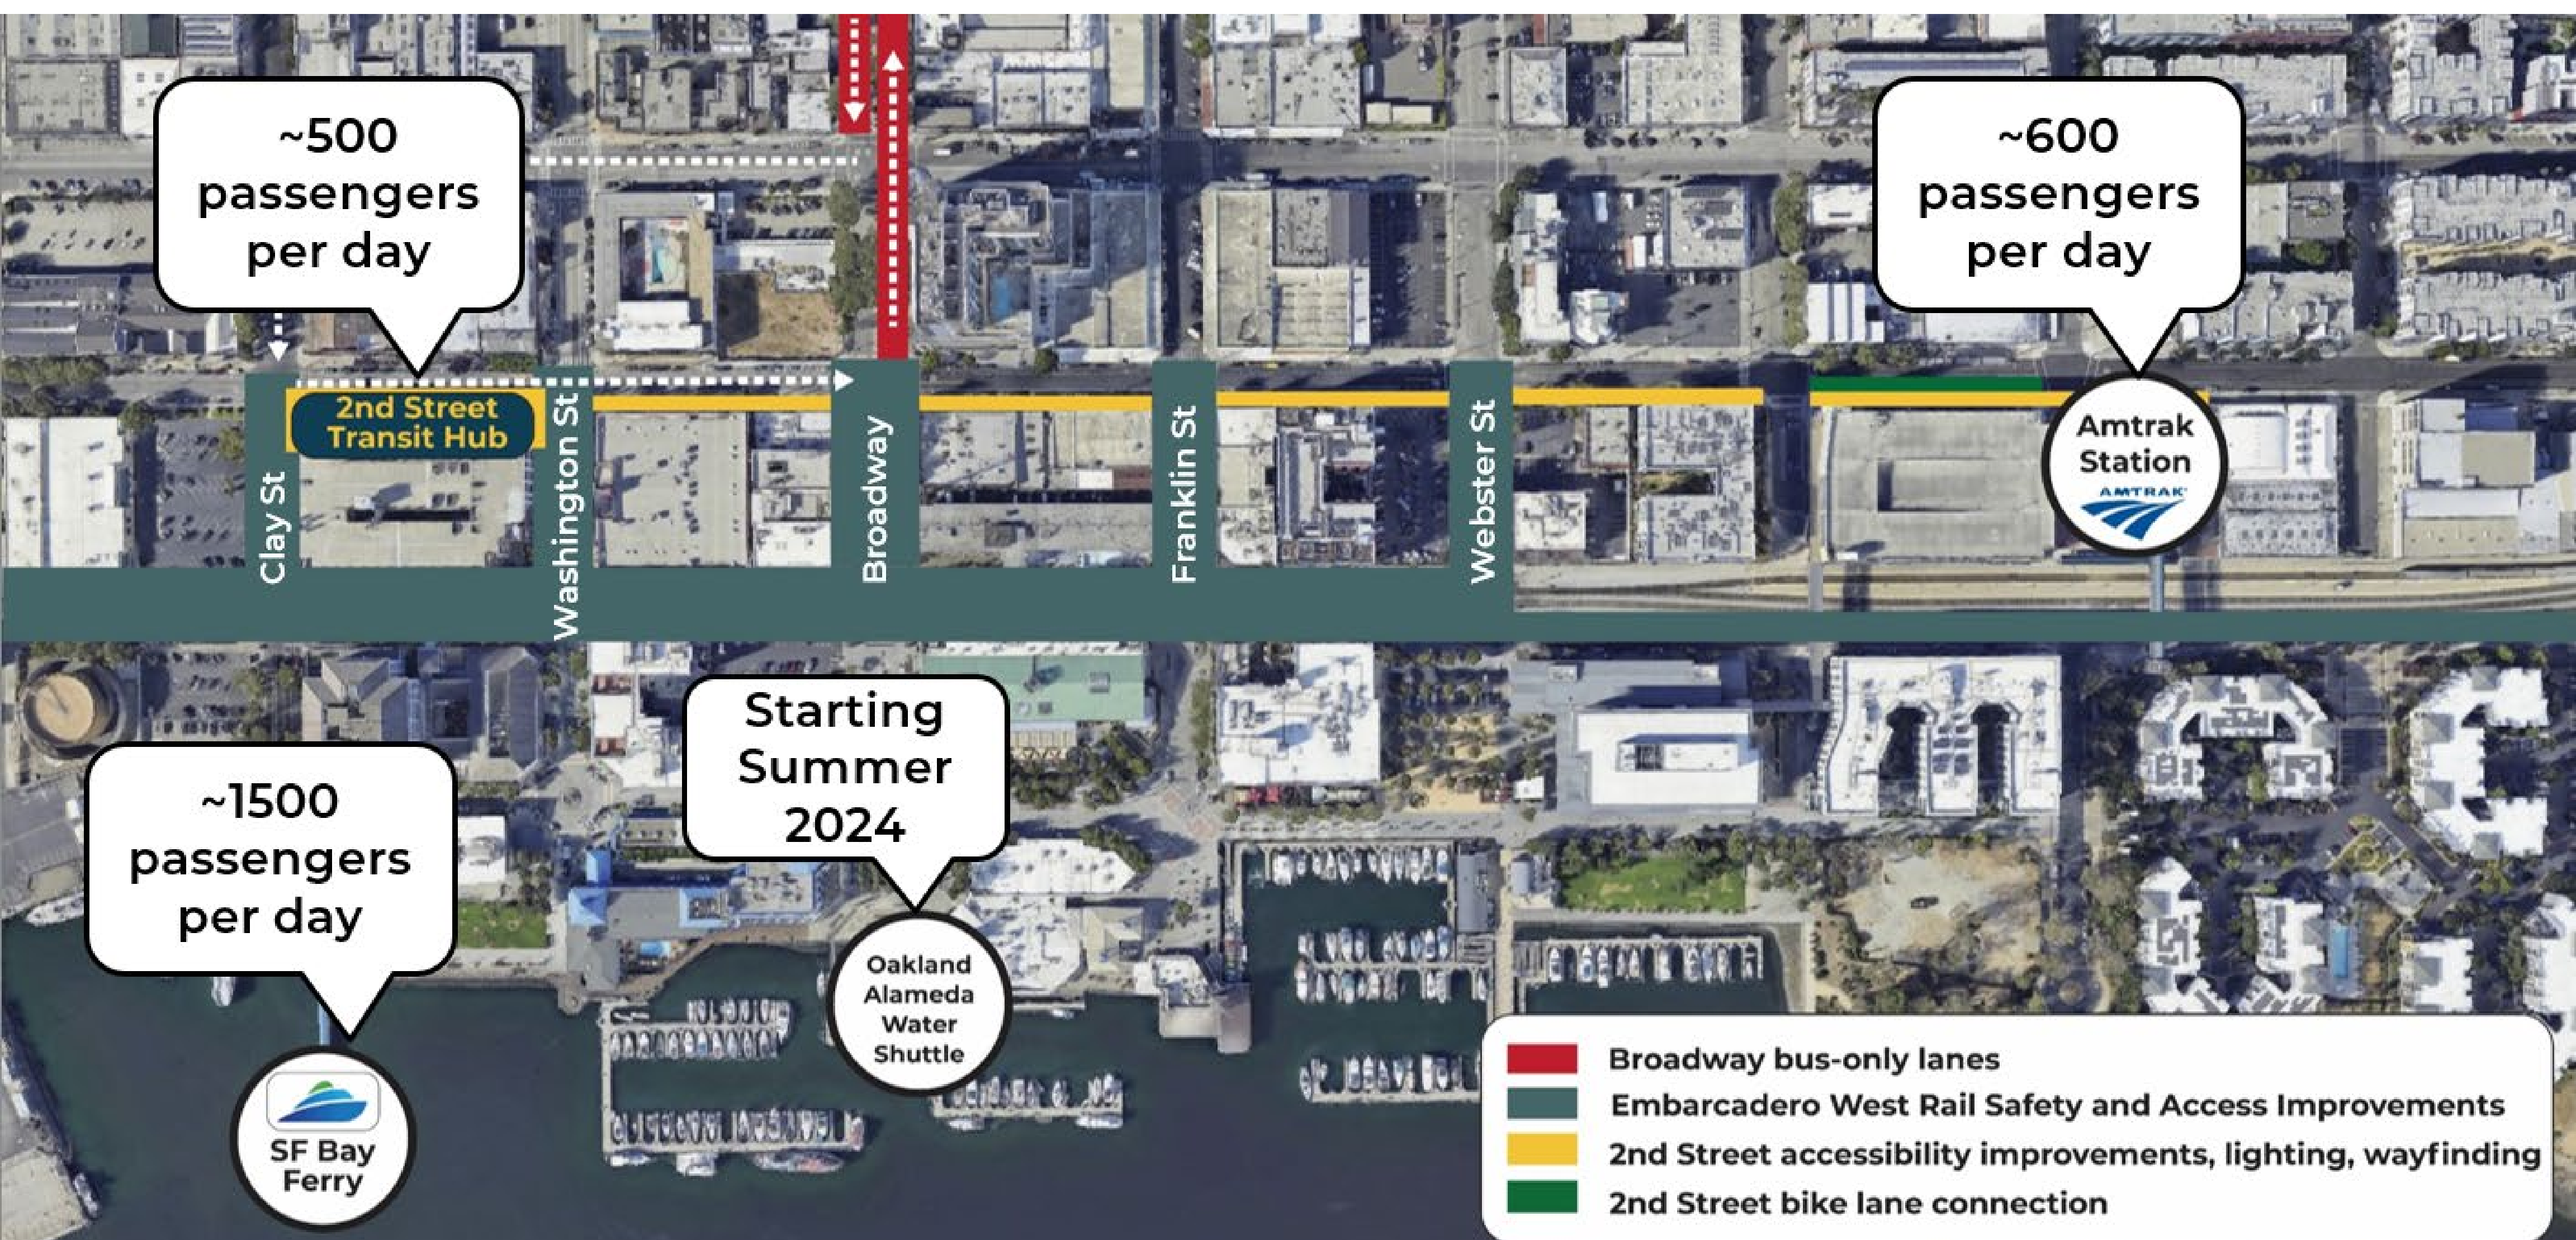 ~500
passengers
per day
~600
passengers
per day
2nd Street
Transit Hub
Clay St
Washington St
Broadway
Franklin St
Webster St
Amtrak
Station
AMTRAK
Starting
Summer
2024
~1500
passengers
per day
Oakland
Alameda
Water
Shuttle
SF Bay
Ferry
Broadway bus-only lanes
Embarcadero West Rail Safety and Access Improvements
2nd Street accessibility improvements, lighting, wayfinding
2nd Street bike lane connection